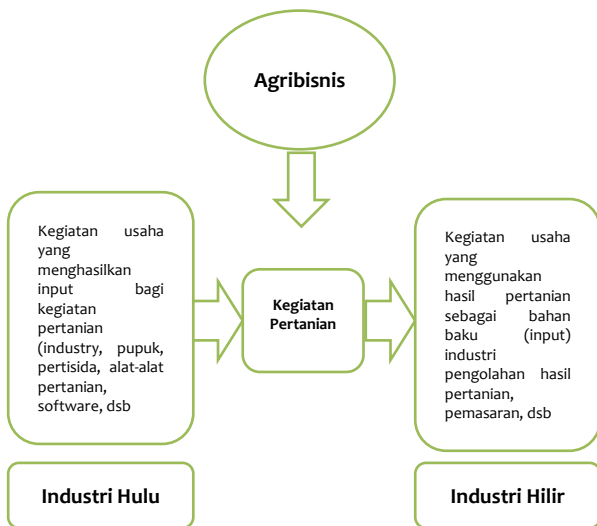 Agribisnis
Kegiatan usaha
yang
menghasilkan
input bagi
kegiatan
pertanian
(industry, pupuk,
pertisida, alat-alat
pertanian,
software, dsb
Kegiatan
Pertanian
Kegiatan usaha
yang
menggunakan
hasil pertanian
sebagai bahan
baku (input)
industri
pengolahan hasil
pertanian,
pemasaran, dsb
Industri Hulu
Industri Hilir